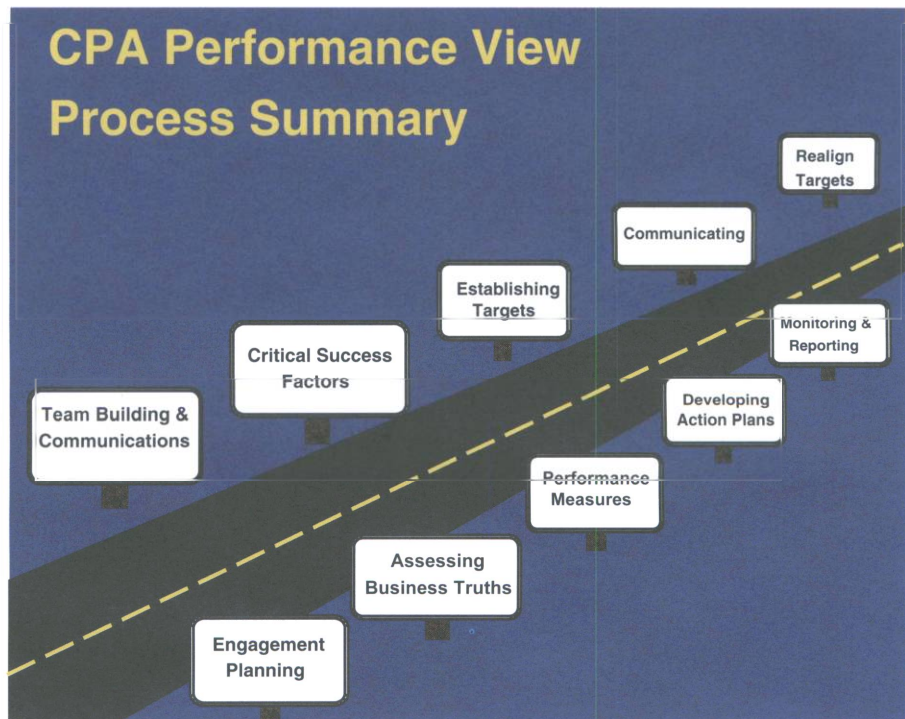 CPA Performance View
Process Summary
Realign
Targets
Communicating
Establishing
Targets
Monitoring &
Reporting
Critical Success
Factors
Developing
Action Plans
Team Building &
Communications
Performance
Measures
Assessing
Business Truths
Engagement
Planning